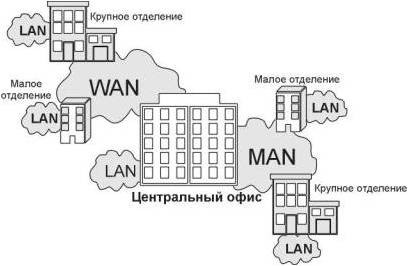 Крупное отделение
LAN
WAN
Малое
отделение
LAN
Малое отделение
LAN
LAN
MAN
Центральный офис
Крупное отделение
LAN